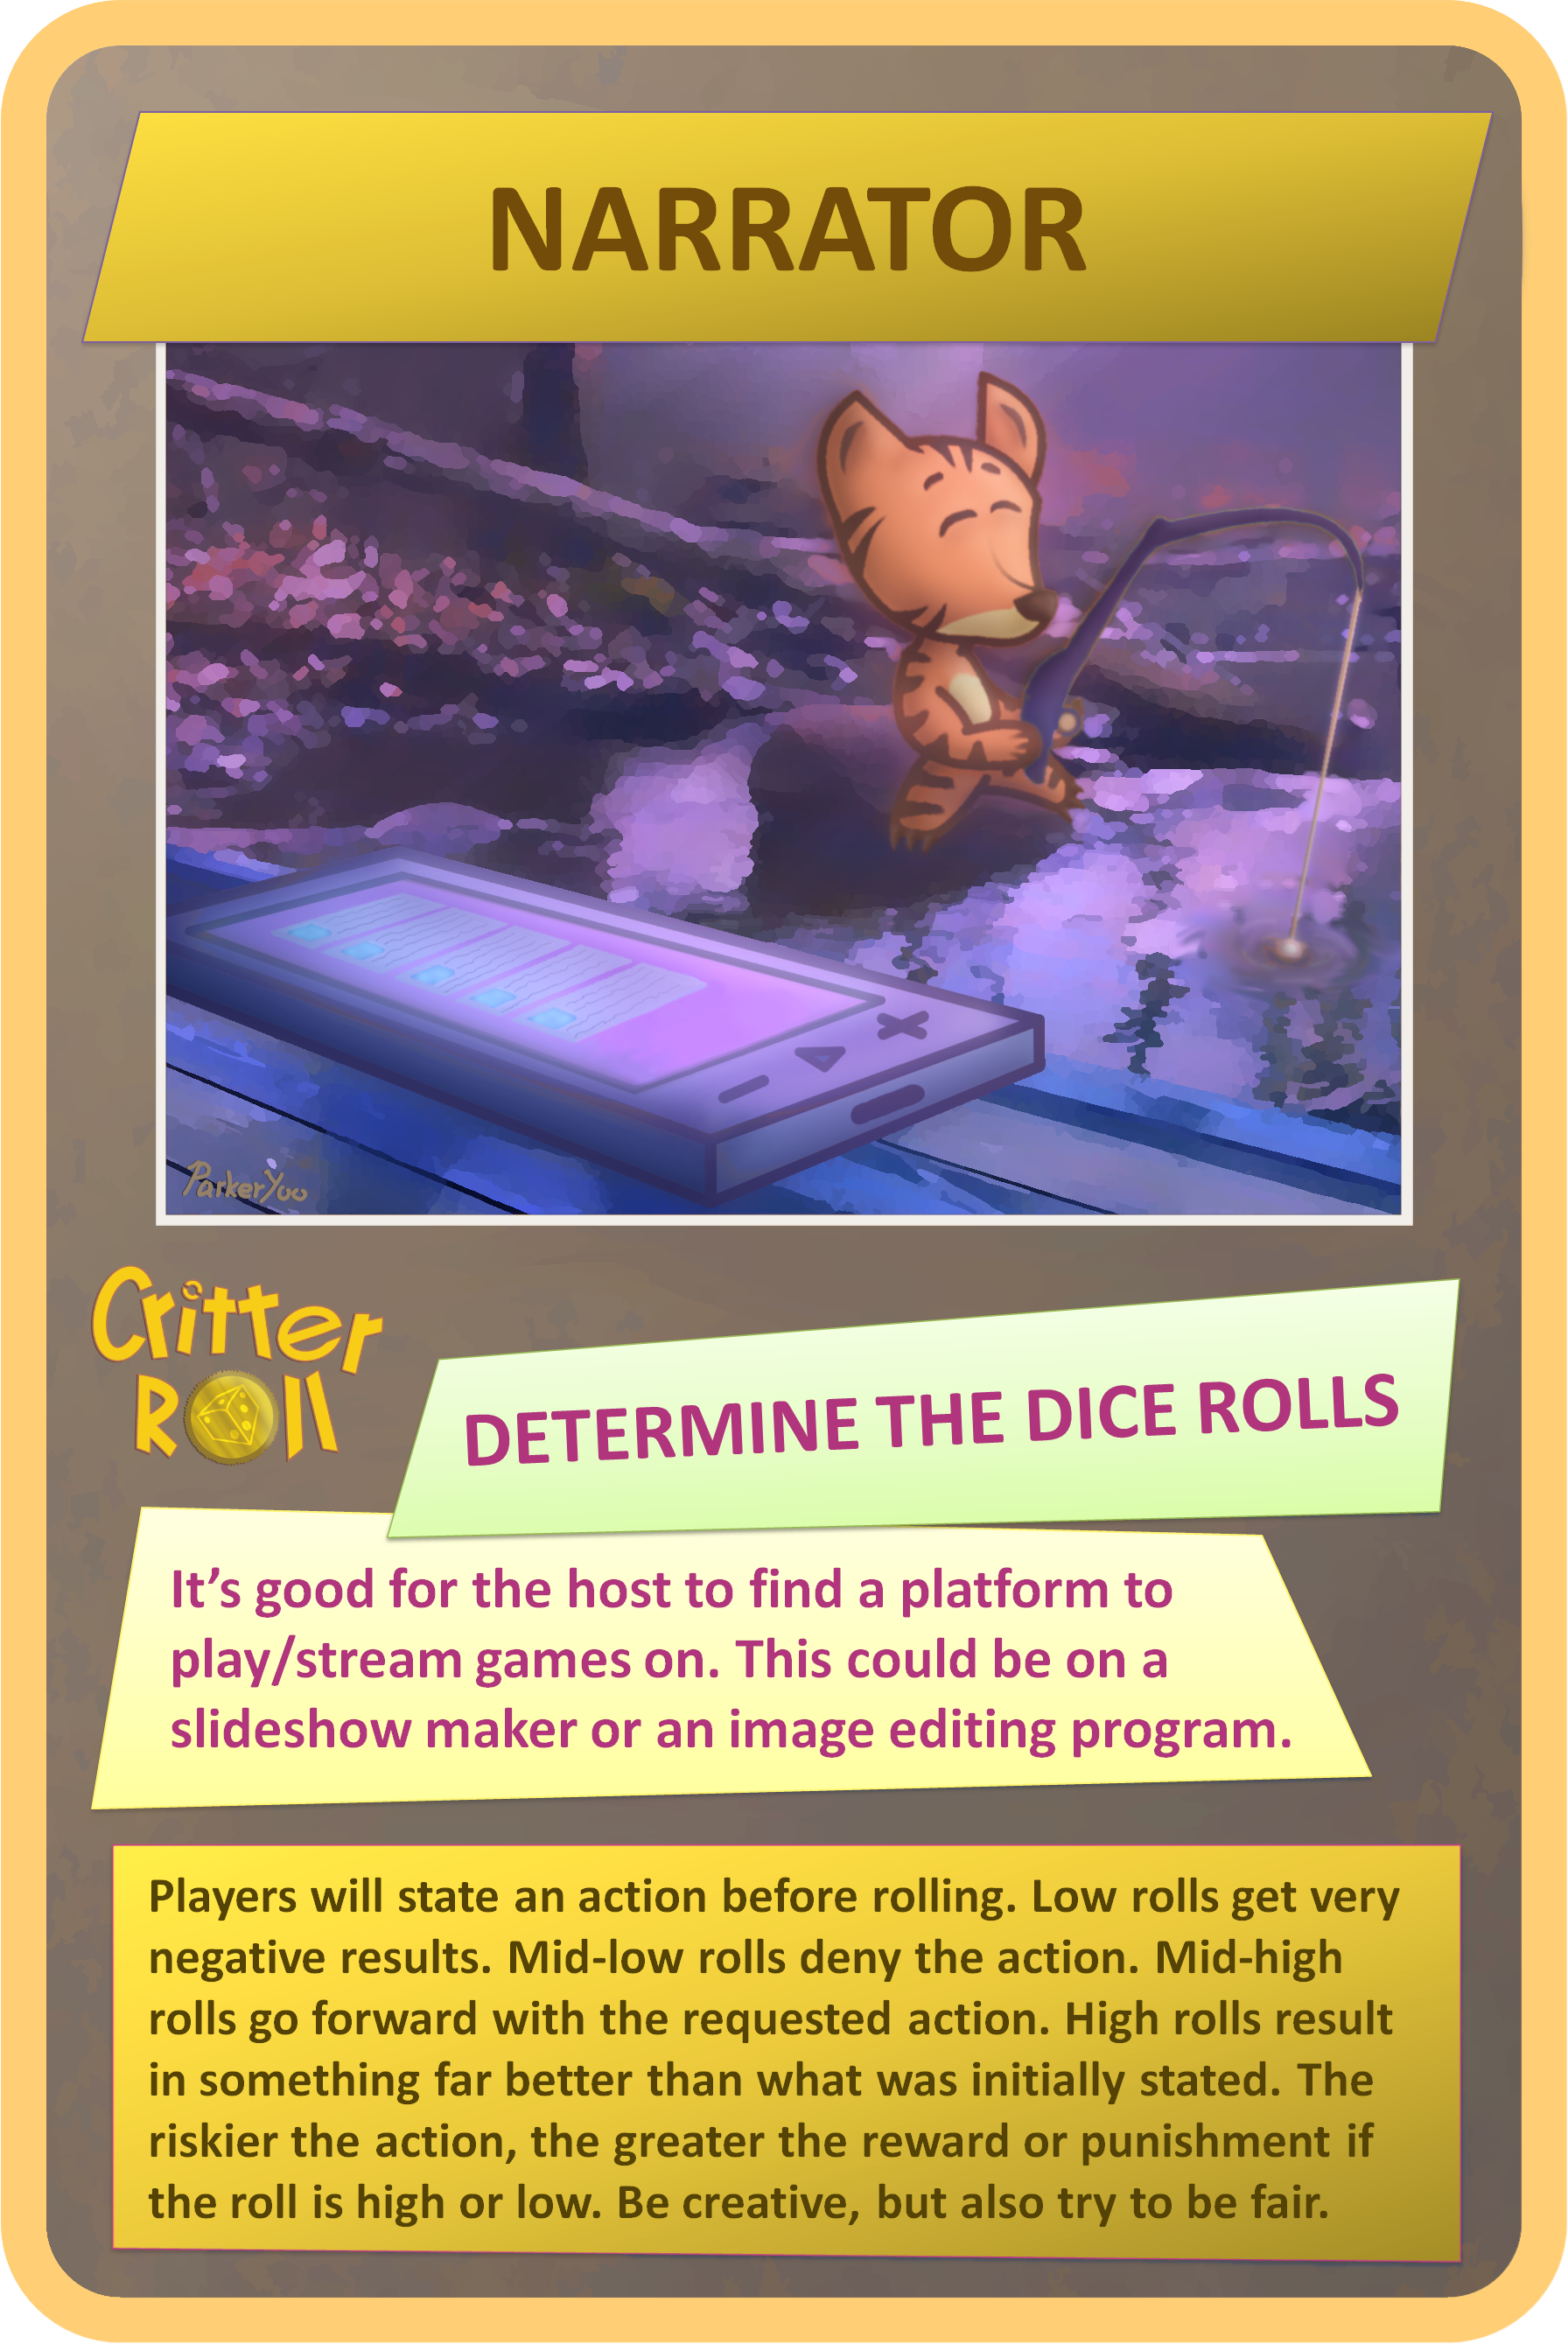 NARRATOR
ParkerYoo
Critter
Roll
DETERMINE THE DICE ROLLS
It’s good for the host to find a platform to
play/stream games on. This could be on a
slideshow maker or an image editing program.
Players will state an action before rolling. Low rolls get very
negative results. Mid-low rolls deny the action. Mid-high
rolls go forward with the requested action. High rolls result
in something far better than what was initially stated. The
riskier the action, the greater the reward or punishment if
the roll is high or low. Be creative, but also try to be fair.